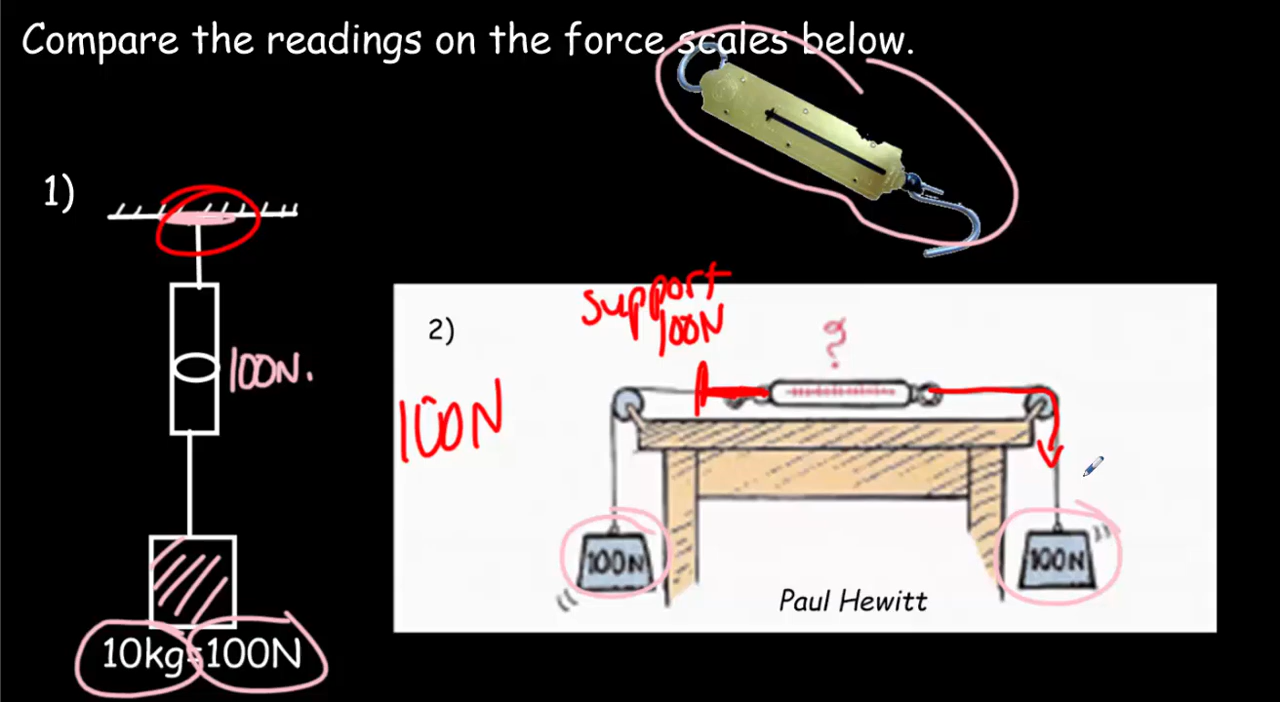 Compare the readings on the force scales below.
1)
100N.
10kg=100N
2)
support
100N
?
100N
100N
100N
Paul Hewitt